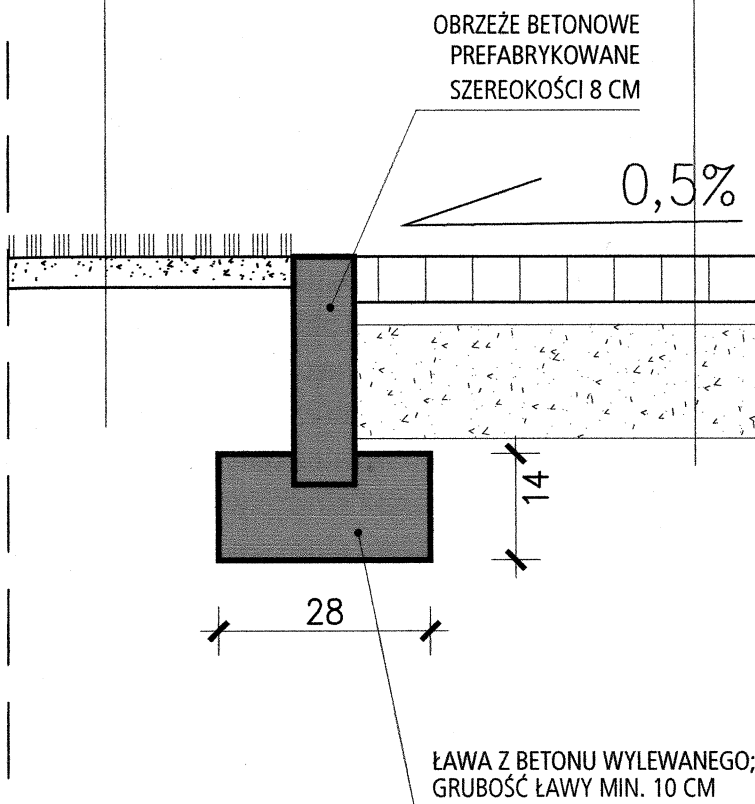 OBRZEŻE BETONOWE
PREFABRYKOWANE
SZEREOKOŚCI 8 CM
0,5%
14
28
ŁAWA Z BETONU WYLEWANEGO;
GRUBOŚĆ ŁAWY MIN. 10 CM